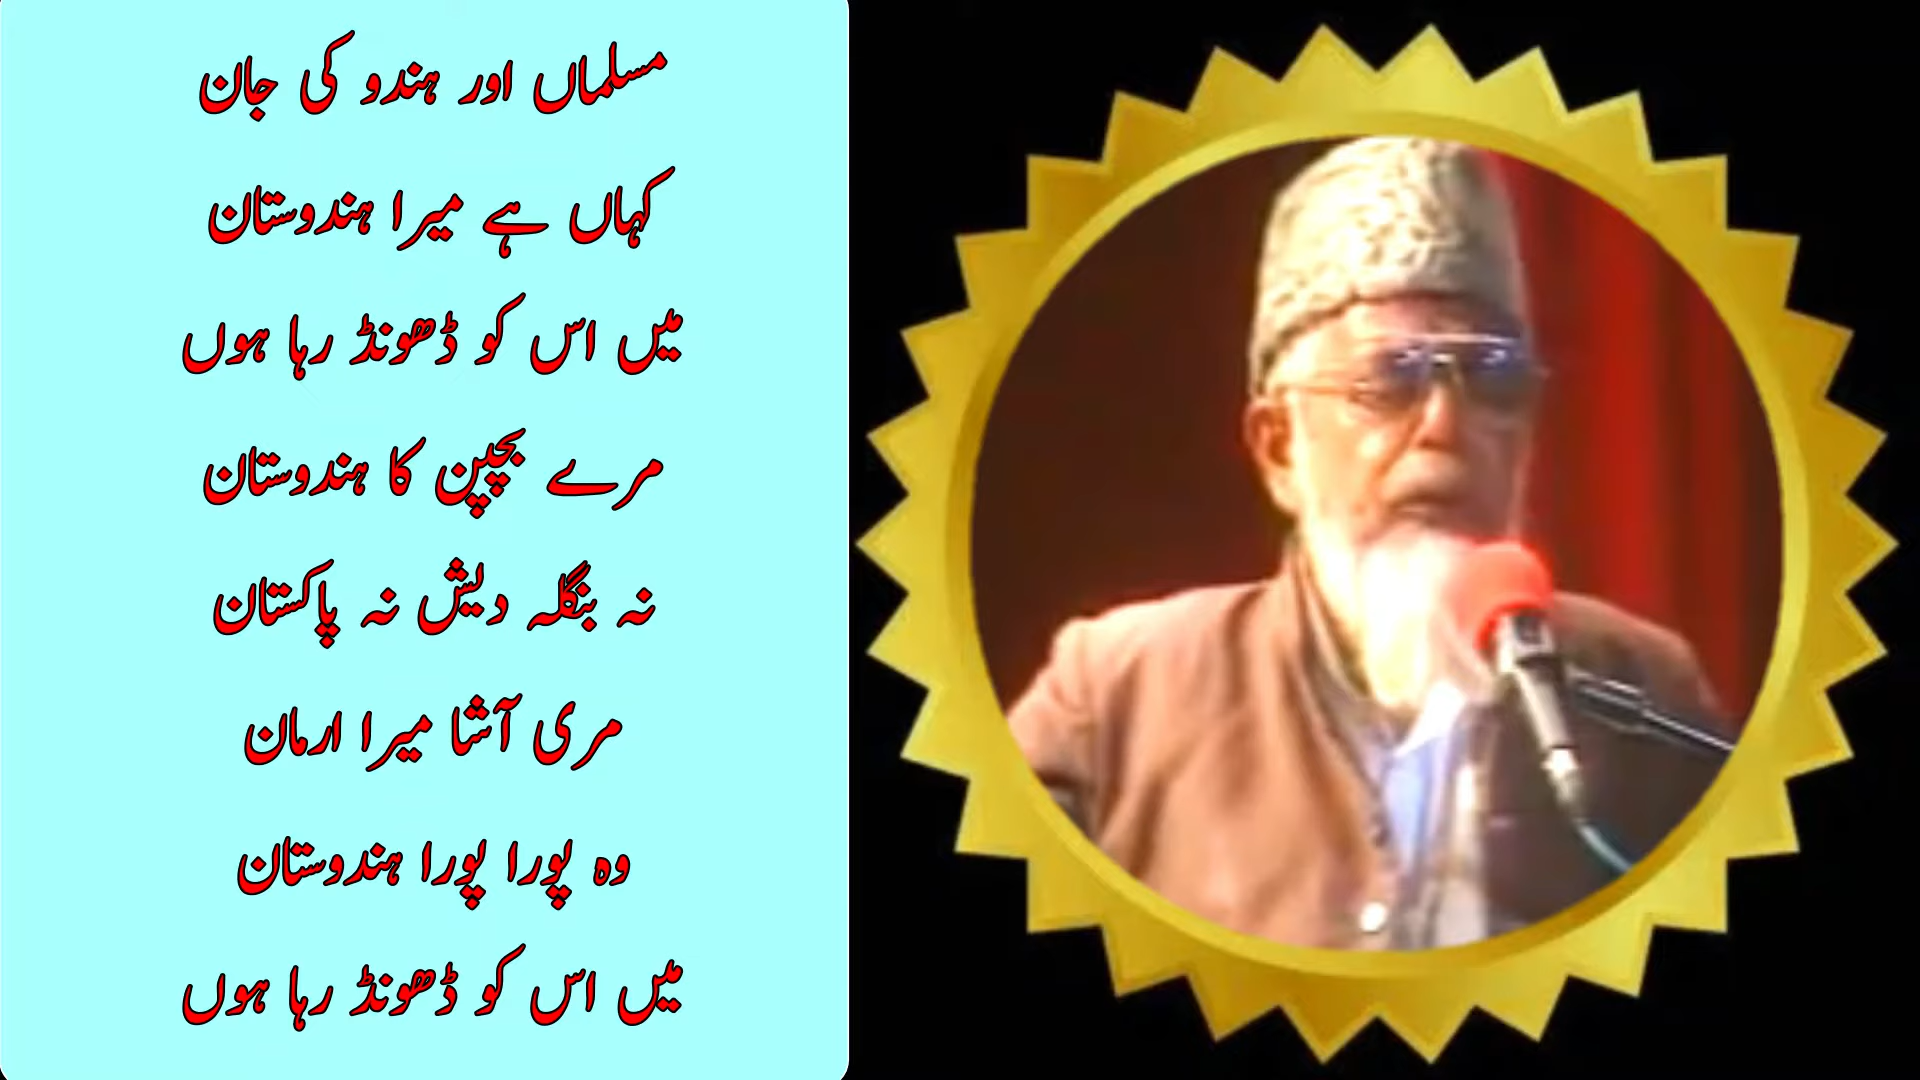 مسلماں اور ہندو کی جان
کہاں ہے میرا ہندوستان
میں اس کو ڈھونڈ رہا ہوں
مرے بچپن کا ہندوستان
نہ بنگلہ دیش نہ پاکستان
مری آشا میرا ارمان
وہ پورا پورا ہندوستان
میں اس کو ڈھونڈ رہا ہوں